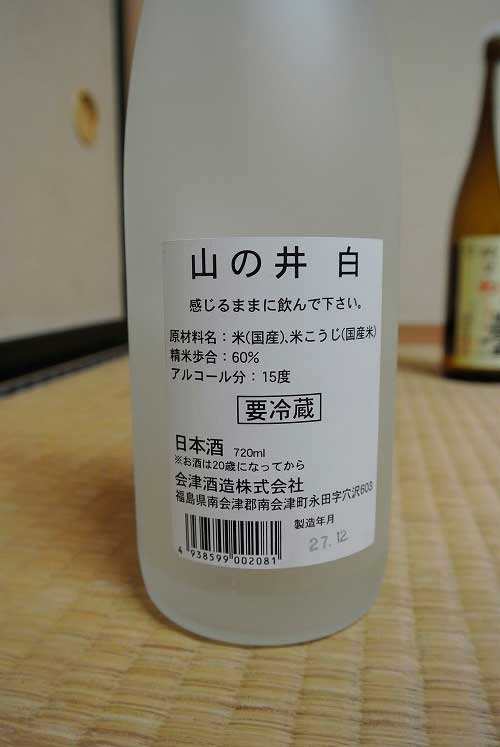 山の井 白
感じるままに飲んで下さい。
原材料名：米(国産)、米こうじ(国産米)
精米歩合：60%
アルコール分：15度
要冷蔵
日本酒 720ml
※お酒は20歳になってから
会津酒造株式会社
福島県南会津郡南会津町永田字穴沢603
製造年月
27.12
4 938599 002081